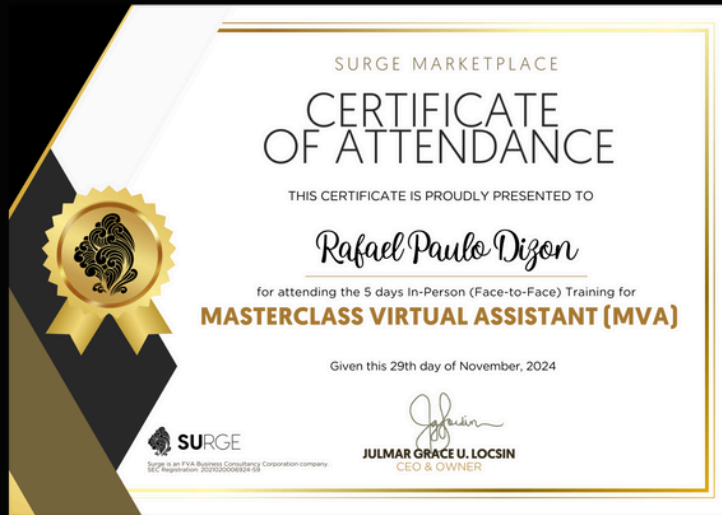 SURGE MARKETPLACE
CERTIFICATE
OF ATTENDANCE
THIS CERTIFICATE IS PROUDLY PRESENTED TO
Rafael Paulo Dizon
for attending the 5 days In-Person (Face-to-Face) Training for
MASTERCLASS VIRTUAL ASSISTANT (MVA)
Given this 29th day of November, 2024
SURGE
Surge is an FVA Business Consultancy Corporation company.
SEC Registration: 2021020006924-59
JULMAR GRACE U. LOCSIN
CEO & OWNER